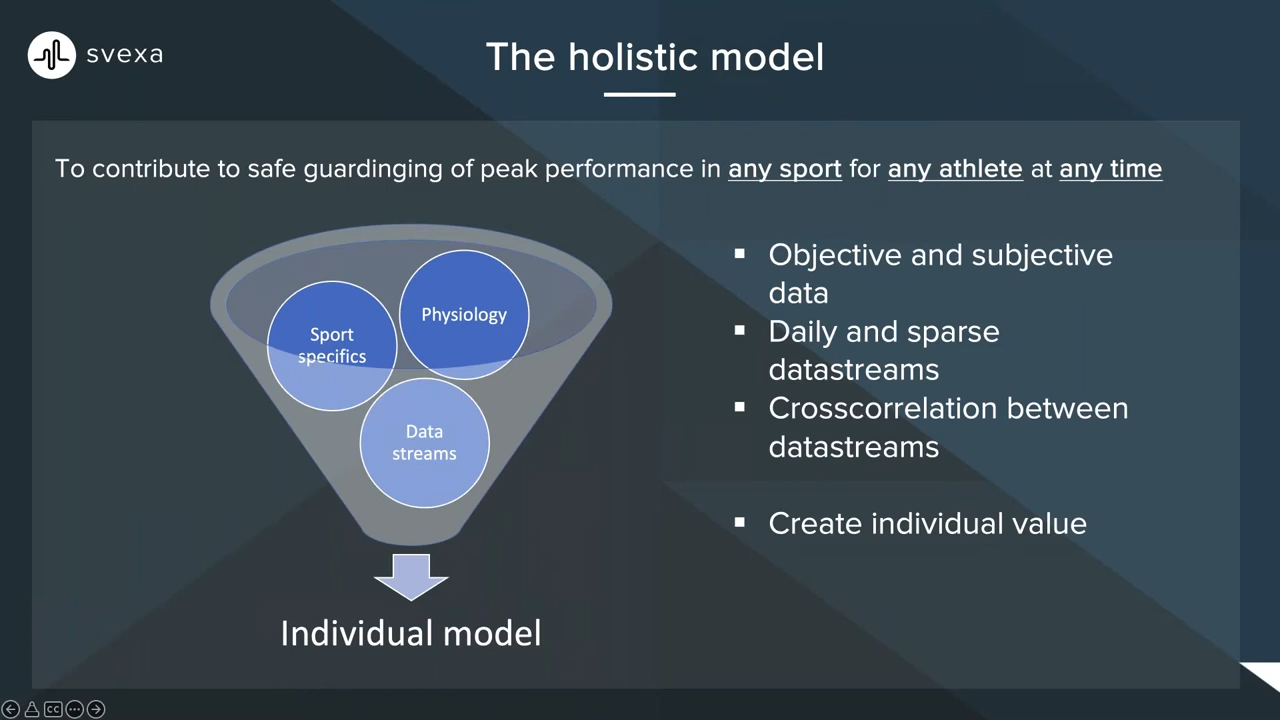 svexa
The holistic model
To contribute to safe guardinging of peak performance in any sport for any athlete at any time
Sport
specifics
Physiology
Data
streams
Individual model
▪ Objective and subjective
data
▪ Daily and sparse
datastreams
▪ Crosscorrelation between
datastreams
▪ Create individual value
CC